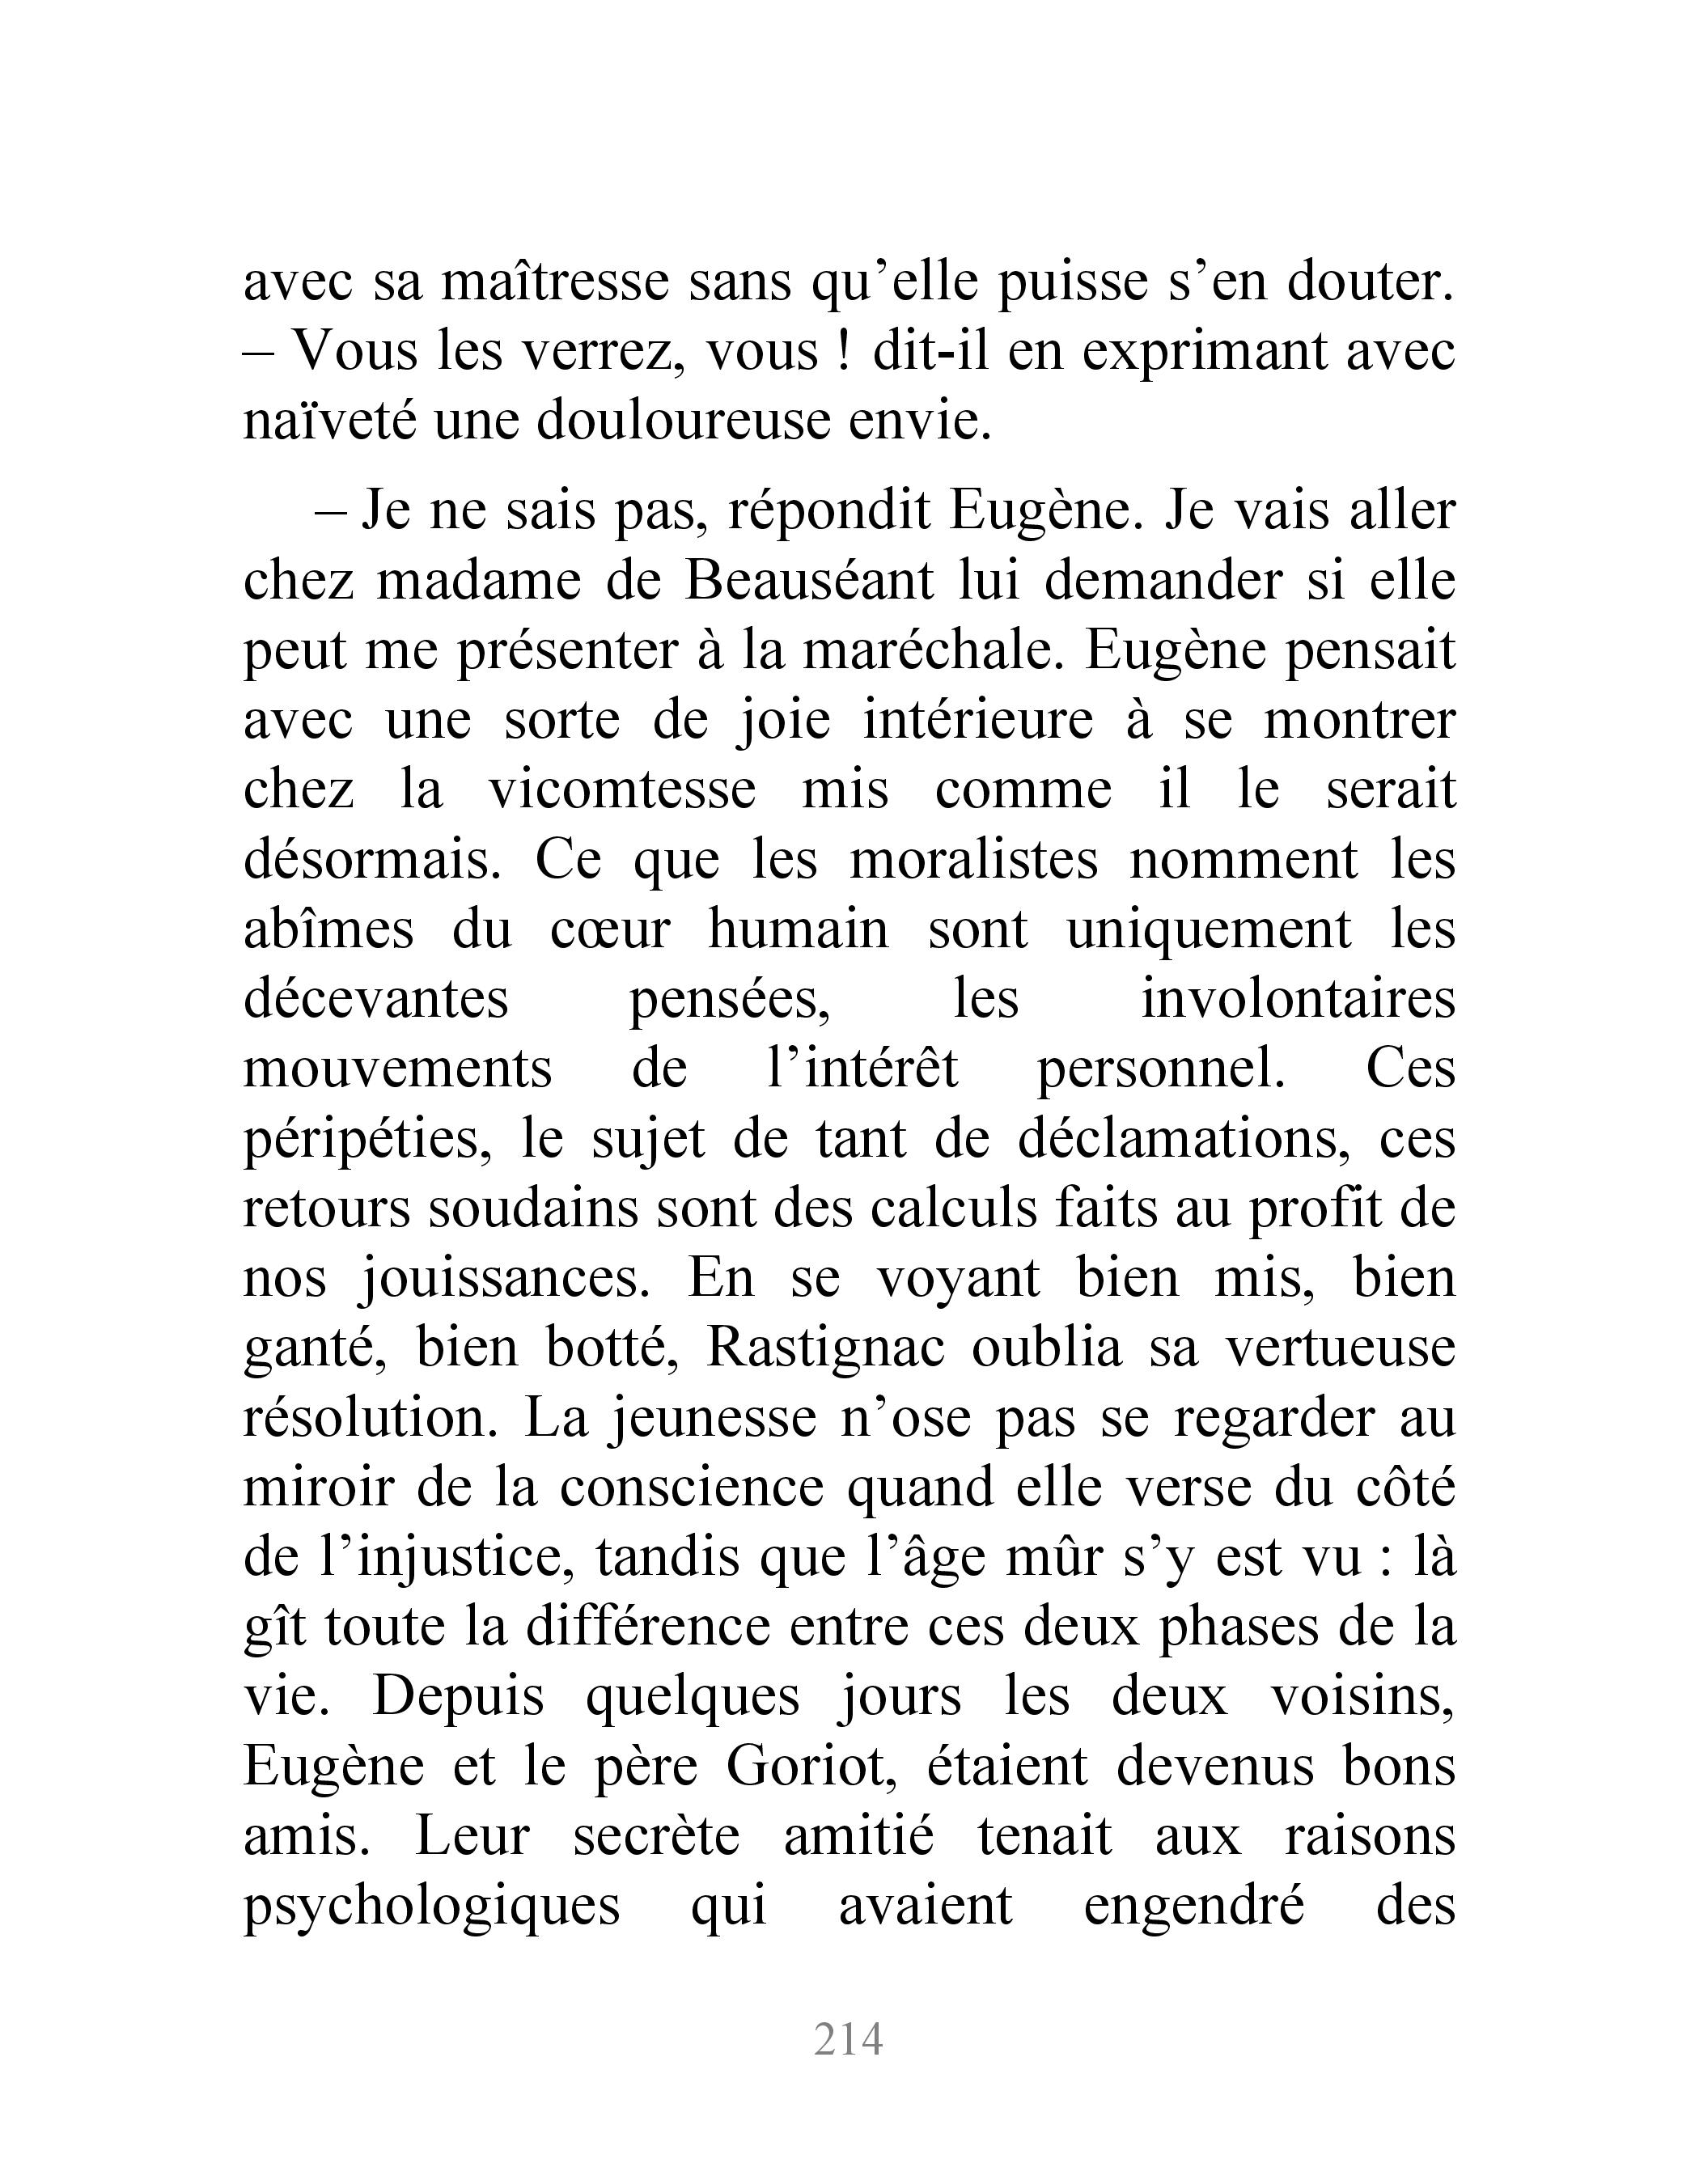 avec sa maîtresse sans qu’elle puisse s’en douter.
– Vous les verrez, vous ! dit-il en exprimant avec
naïveté une douloureuse envie.
– Je ne sais pas, répondit Eugène. Je vais aller
chez madame de Beauséant lui demander si elle
peut me présenter à la maréchale. Eugène pensait
avec une sorte de joie intérieure à se montrer
chez la vicomtesse mis comme il le serait
désormais. Ce que les moralistes nomment les
abîmes du cœur humain sont uniquement les
décevantes pensées, les involontaires
mouvements de l’intérêt personnel. Ces
péripéties, le sujet de tant de déclamations, ces
retours soudains sont des calculs faits au profit de
nos jouissances. En se voyant bien mis, bien
ganté, bien botté, Rastignac oublia sa vertueuse
résolution. La jeunesse n’ose pas se regarder au
miroir de la conscience quand elle verse du côté
de l’injustice, tandis que l’âge mûr s’y est vu : là
gît toute la différence entre ces deux phases de la
vie. Depuis quelques jours les deux voisins,
Eugène et le père Goriot, étaient devenus bons
amis. Leur secrète amitié tenait aux raisons
psychologiques qui avaient engendré des
214